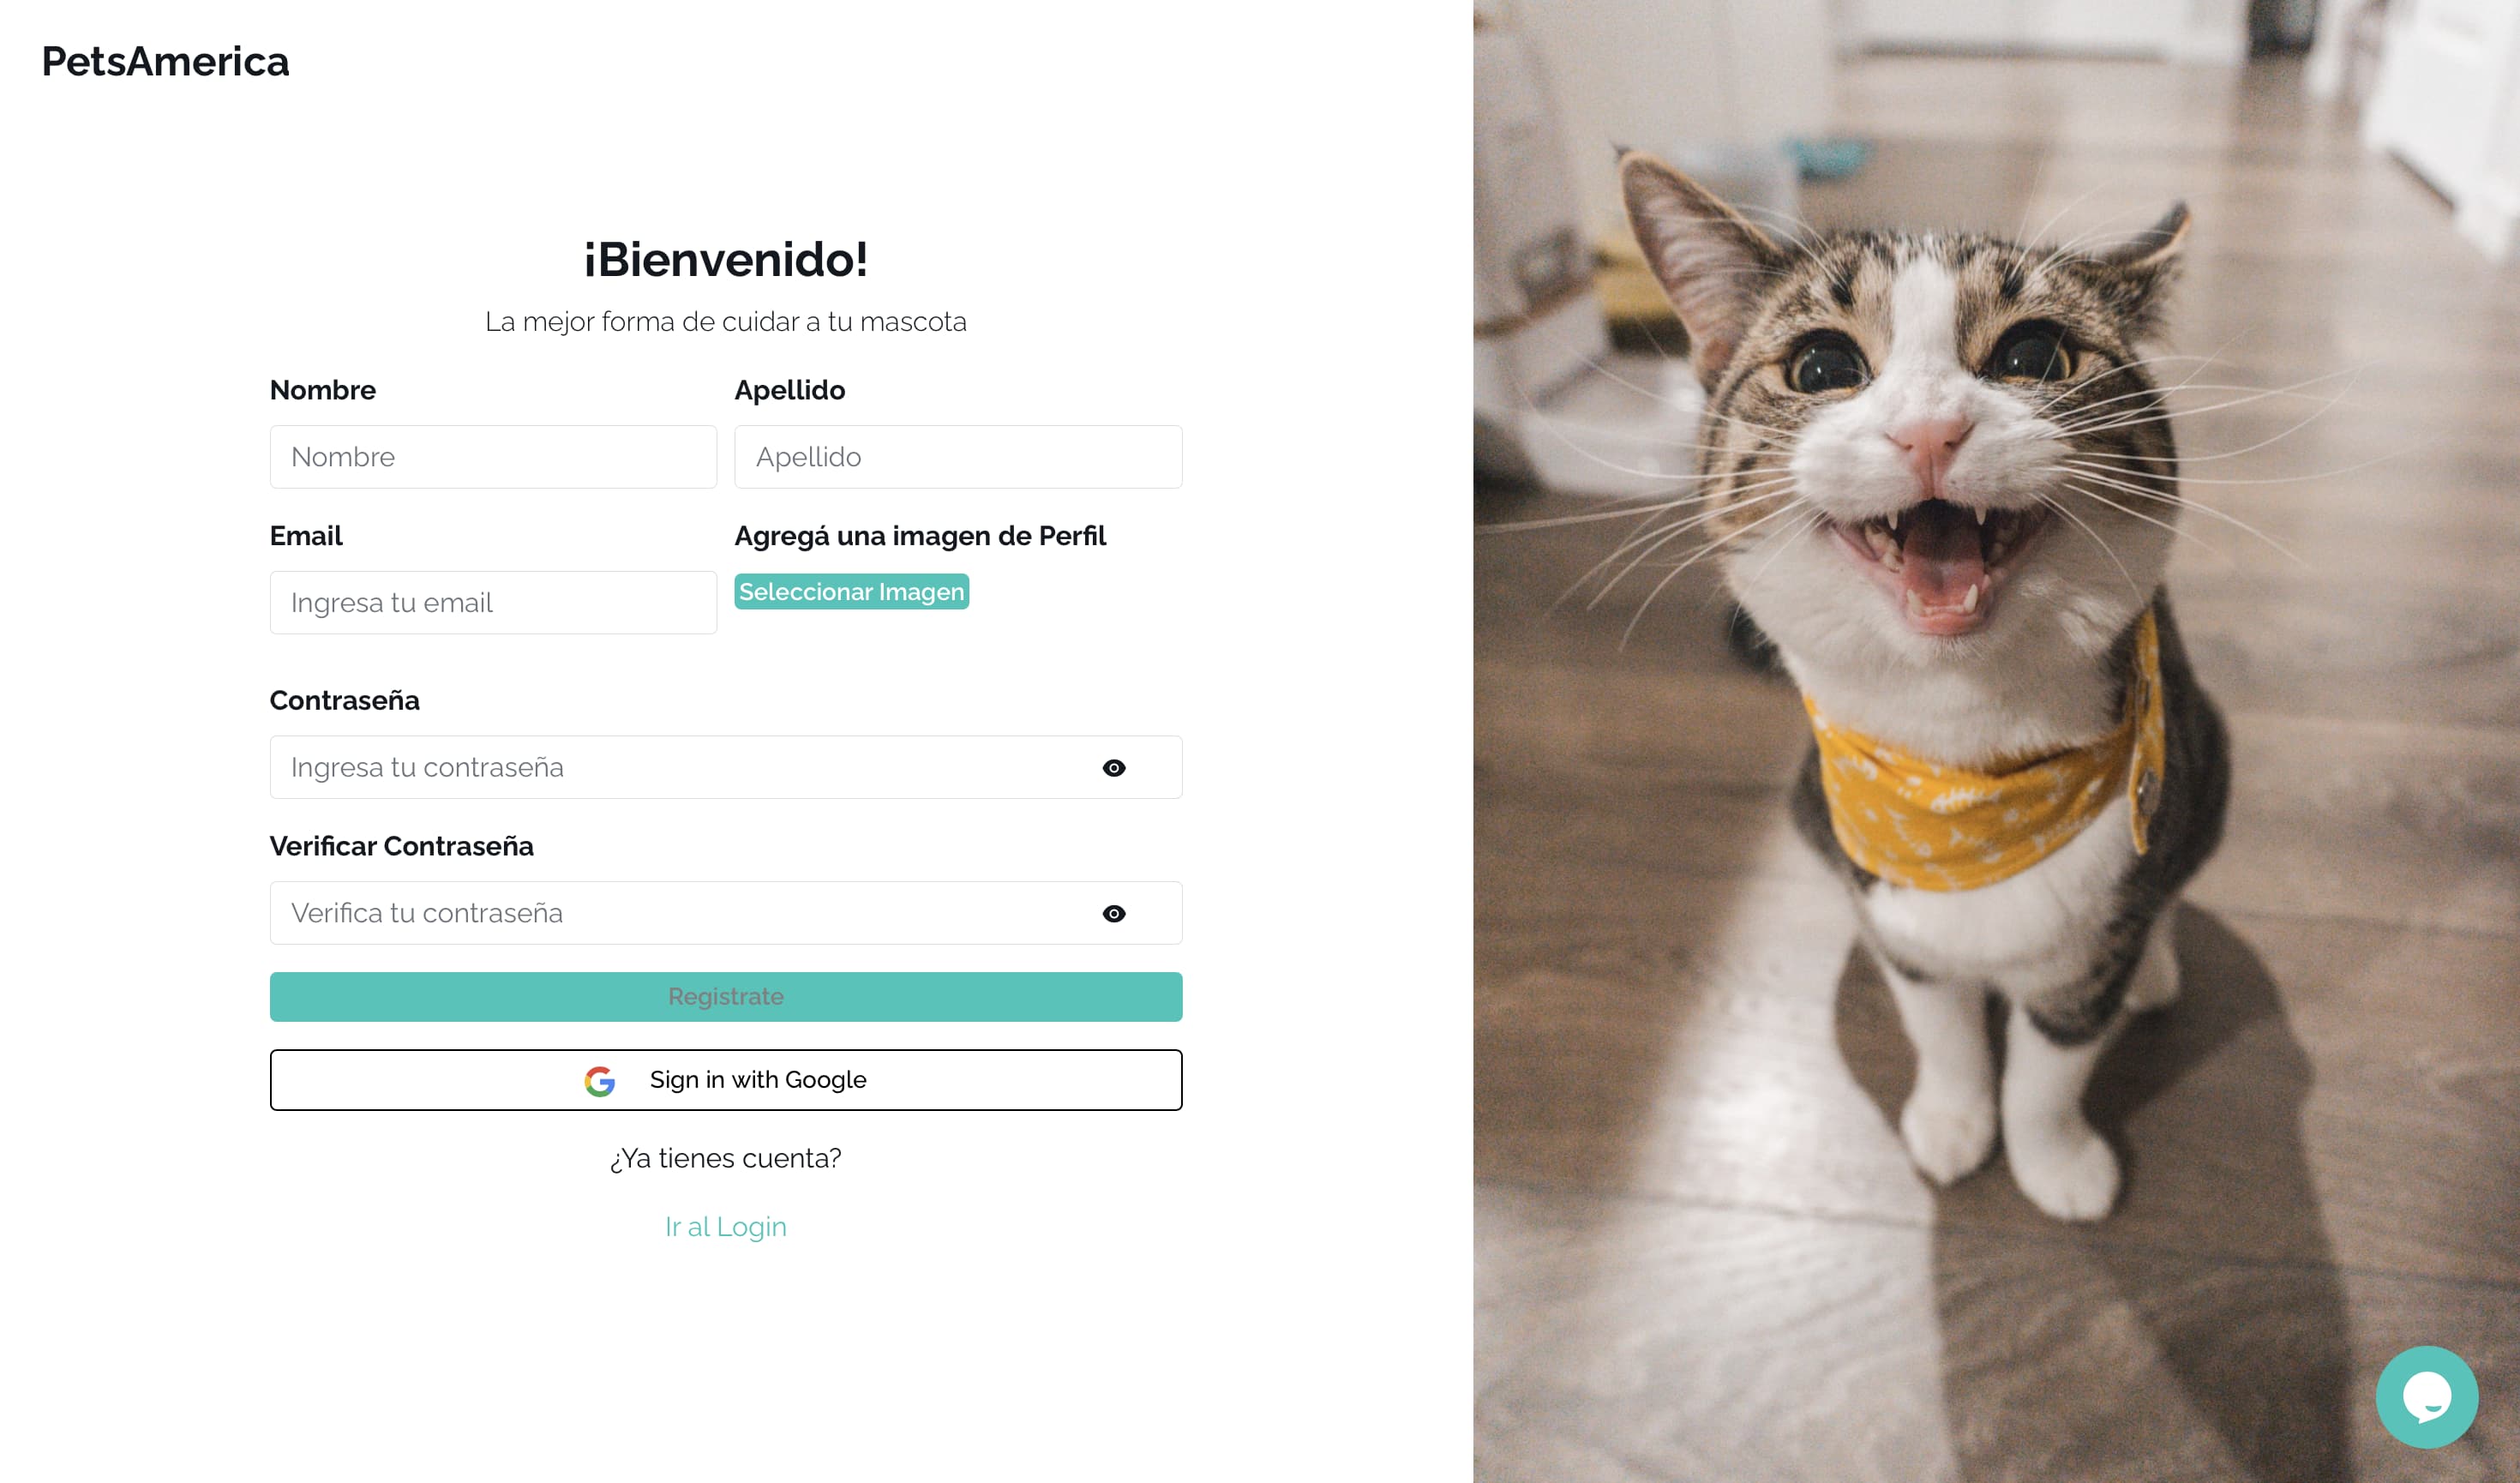 PetsAmerica
¡Bienvenido!
La mejor forma de cuidar a tu mascota
Nombre
Apellido
Nombre
Apellido
Email
Agregá una imagen de Perfil
Ingresa tu email
Seleccionar Imagen
Contraseña
Ingresa tu contraseña
Verificar Contraseña
Verifica tu contraseña
Registrate
Sign in with Google
¿Ya tienes cuenta?
Ir al Login